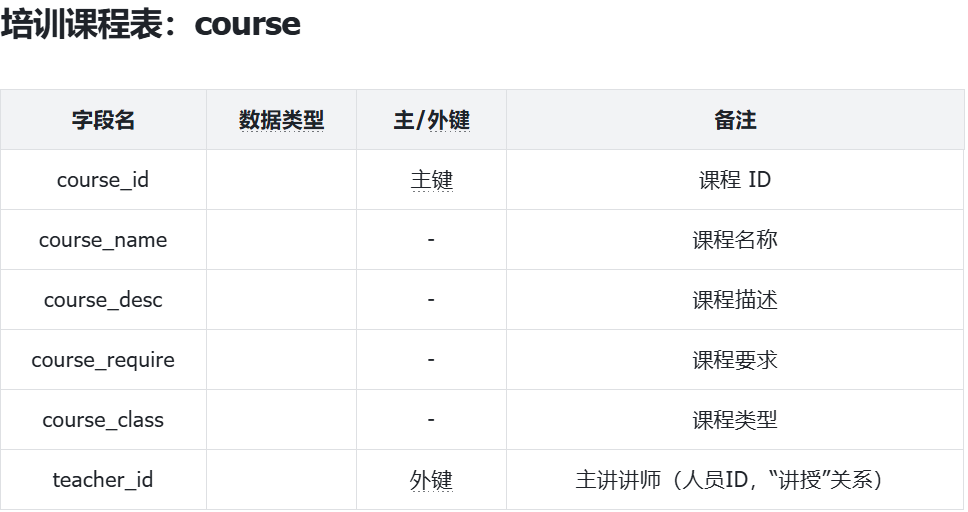 培训课程表：course
字段名 数据类型 主/外键 备注
course_id 主键 课程 ID
course_name - 课程名称
course_desc - 课程描述
course_require - 课程要求
course_class - 课程类型
teacher_id 外键 主讲讲师（人员ID，“讲授”关系）